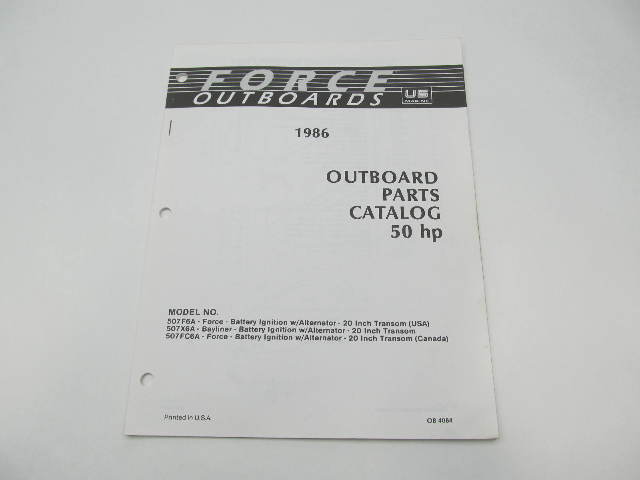 FORCE
OUTBOARDS
US
MARINE
1986
OUTBOARD
PARTS
CATALOG
50 hp
MODEL NO.
507F6A - Force - Battery Ignition w/Alternator - 20 Inch Transom (USA)
507X6A - Bayliner - Battery Ignition w/Alternator - 20 Inch Transom
507FC6A - Force - Battery Ignition w/Alternator - 20 Inch Transom (Canada)
Printed in U.S.A.
OB 4064